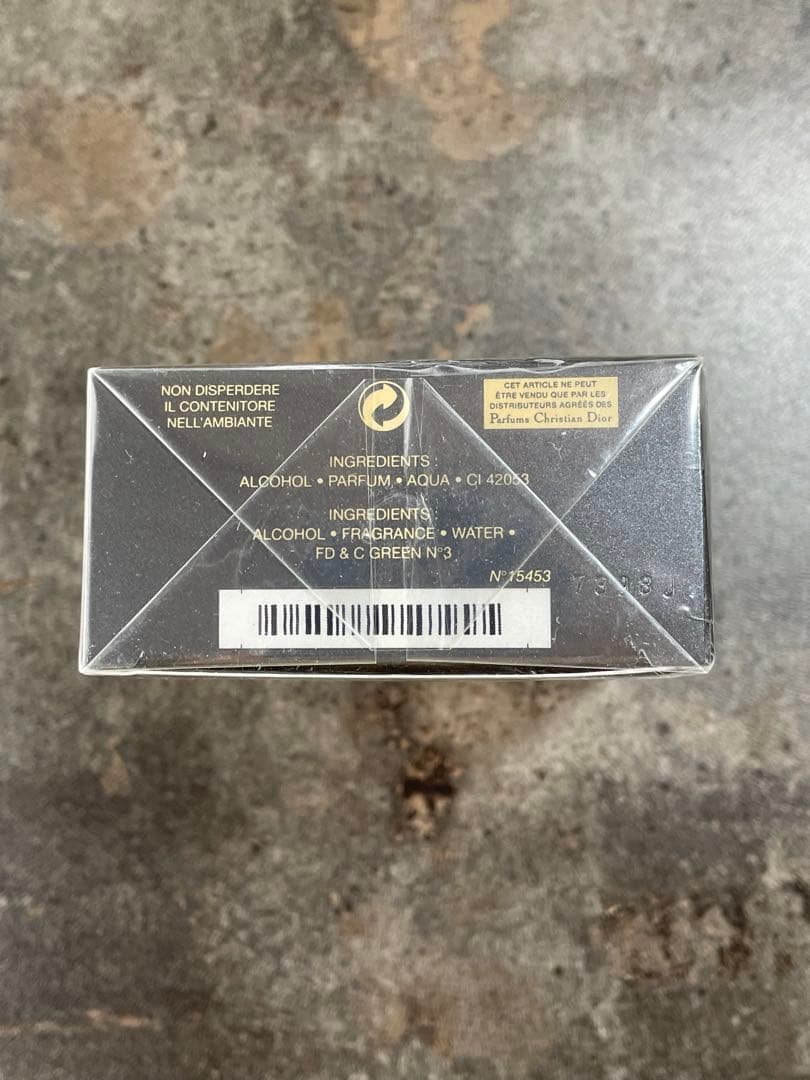 NON DISPERDERE
IL CONTENITORE
NELL'AMBIANTE
CET ARTICLE NE PEUT
ÊTRE VENDU QUE PAR LES
DISTRIBUTEURS AGRÉÉS DES
Parfums Christian Dior
INGREDIENTS :
ALCOHOL • PARFUM • AQUA • CI 42053
INGREDIENTS :
ALCOHOL • FRAGRANCE • WATER •
FD & C GREEN N°3
N°15453